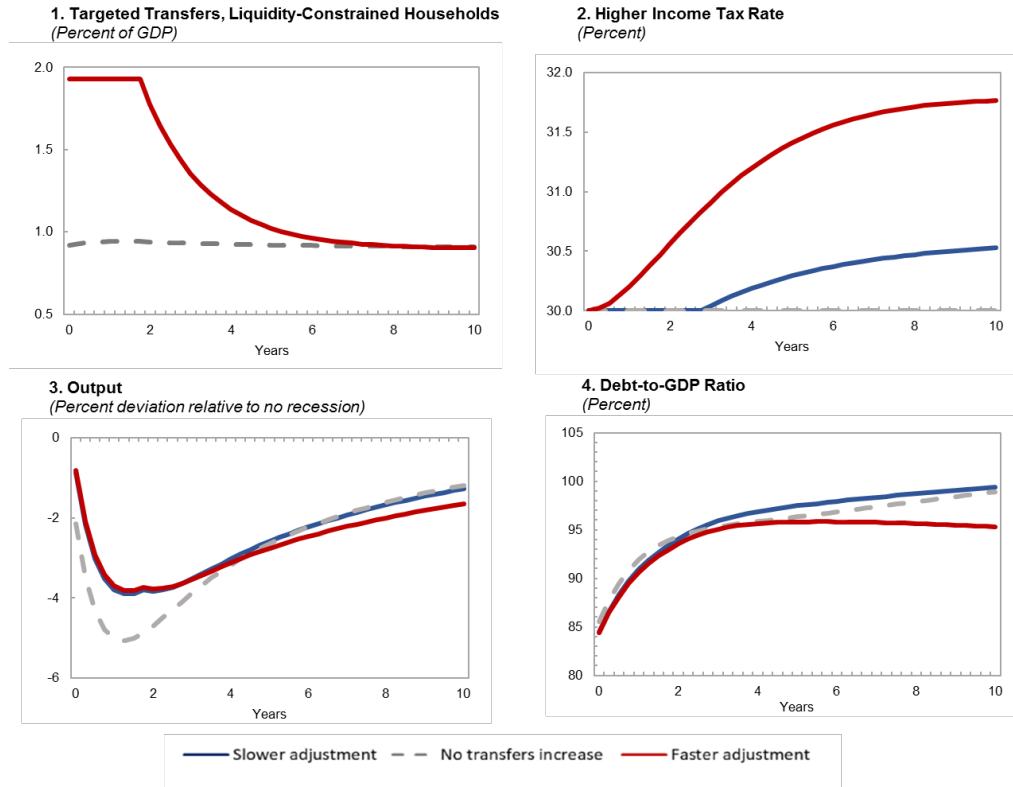 1. Targeted Transfers, Liquidity-Constrained Households
(Percent of GDP)
2.0
1.5
1.0
0.5
0 2 4 6 8 10
Years
2. Higher Income Tax Rate
(Percent)
32.0
31.5
31.0
30.5
30.0
0 2 4 6 8 10
Years
3. Output
(Percent deviation relative to no recession)
0
-2
-4
-6
0 2 4 6 8 10
Years
4. Debt-to-GDP Ratio
(Percent)
105
100
95
90
85
80
0 2 4 6 8 10
Years
Slower adjustment No transfers increase Faster adjustment